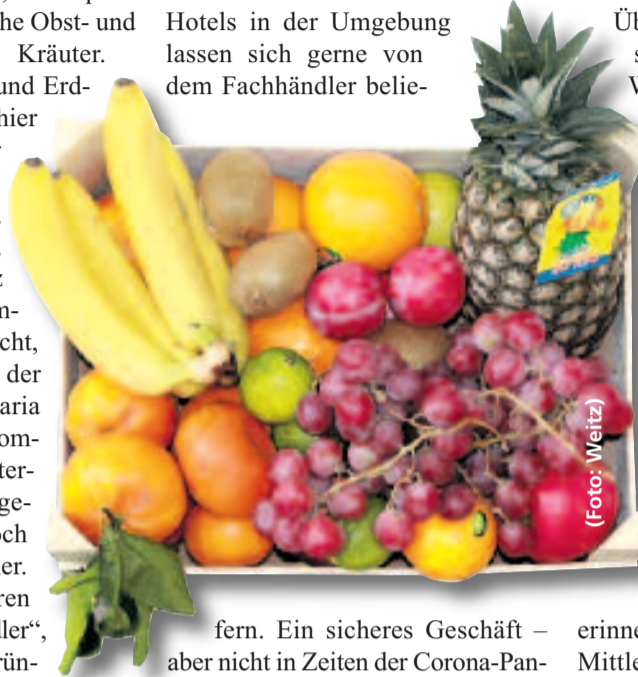 he Obst- und
Kräuter.
und Erd-
hier
z
m-
cht,
der
aria
om-
ter-
ge-
och
er.
ren
ller“,
rün-
Hotels in der Umgebung
lassen sich gerne von
dem Fachhändler belie-
fern. Ein sicheres Geschäft –
aber nicht in Zeiten der Corona-Pan-
(Foto: Weitz)
Üb
s
W
erinne
Mittle